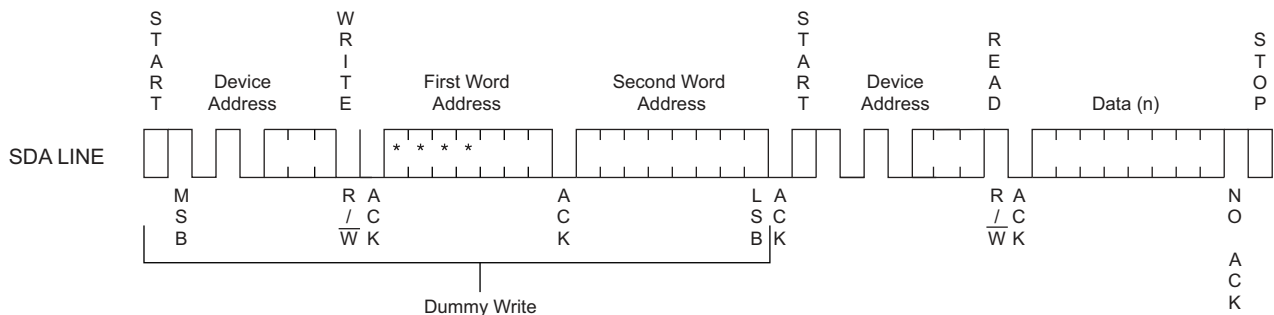 START
WRITE
START
READ
STOP
Device
Address
First Word
Address
Second Word
Address
Device
Address
Data (n)
SDA LINE
* * * *
MSB
R/W
ACK
ACK
LSB
ACK
R/W
ACK
NO ACK
Dummy Write